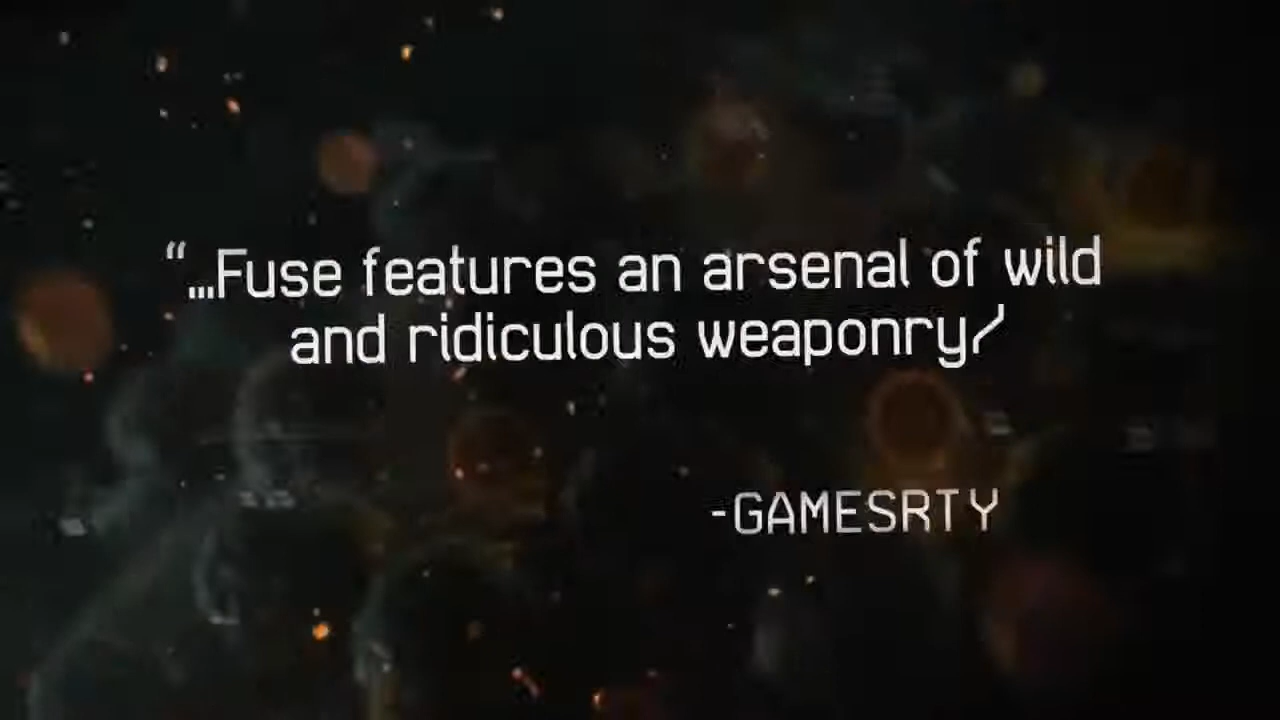 “...Fuse features an arsenal of wild
and ridiculous weaponry/
-GAMESRTY